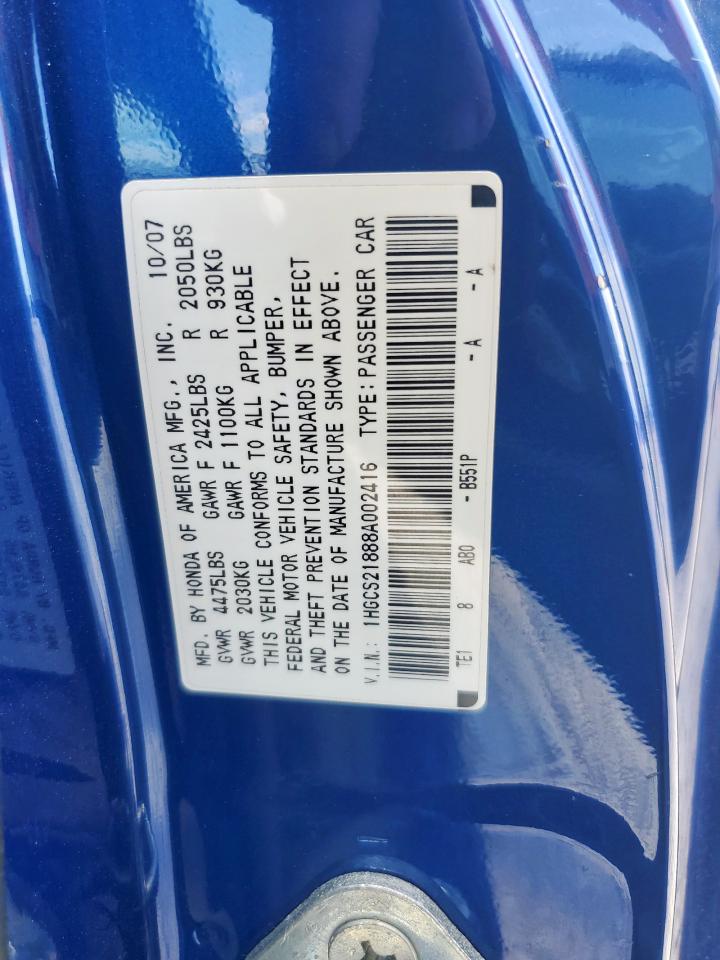 MFD. BY HONDA OF AMERICA MFG., INC. 10/07
GVWR 4475LBS GAWR F 2425LBS R 2050LBS
GVWR 2030KG GAWR F 1100KG R 930KG
THIS VEHICLE CONFORMS TO ALL APPLICABLE
FEDERAL MOTOR VEHICLE SAFETY, BUMPER,
AND THEFT PREVENTION STANDARDS IN EFFECT
ON THE DATE OF MANUFACTURE SHOWN ABOVE.
V.I.N.: 1HGCS21888A002416 TYPE: PASSENGER CAR
TE1 8 AB0 - B551P - A - A